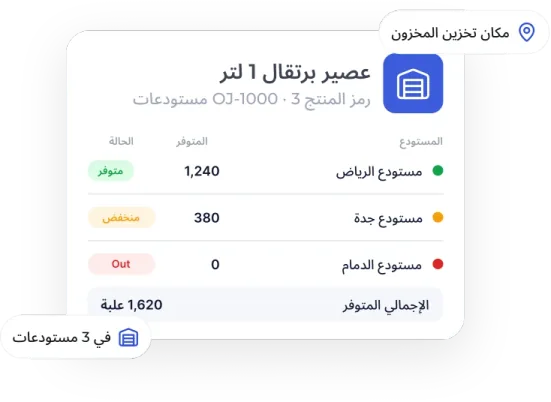 مكان تخزين المخزون
عصير برتقال 1 لتر
رمز المنتج OJ-1000 · 3 مستودعات
المستودع المتوفر الحالة
مستودع الرياض 1,240 متوفر
مستودع جدة 380 منخفض
مستودع الدمام 0 Out
الإجمالي المتوفر 1,620 علبة
في 3 مستودعات